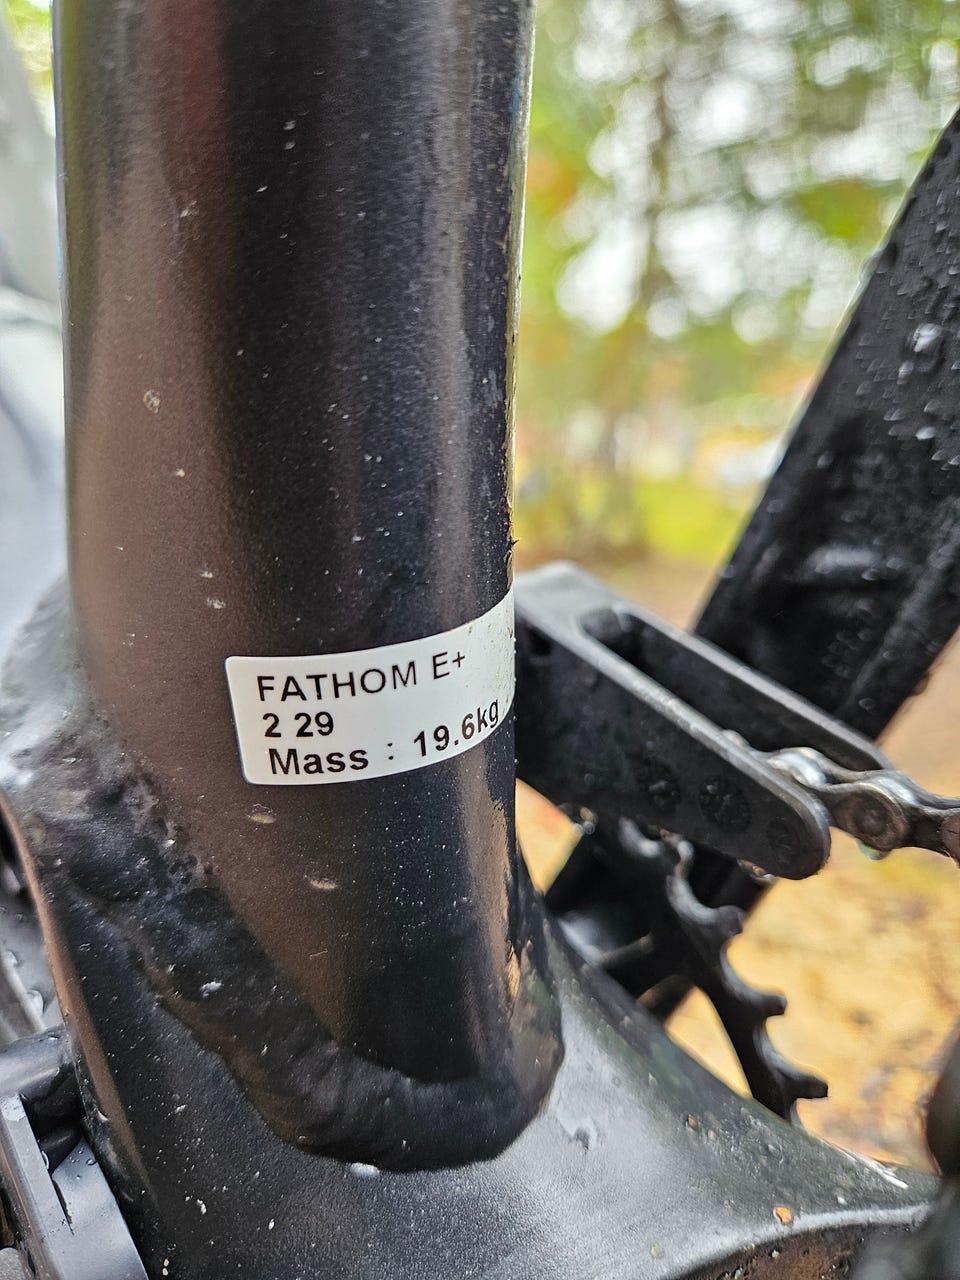 FATHOM E+
2 29
Mass : 19.6kg